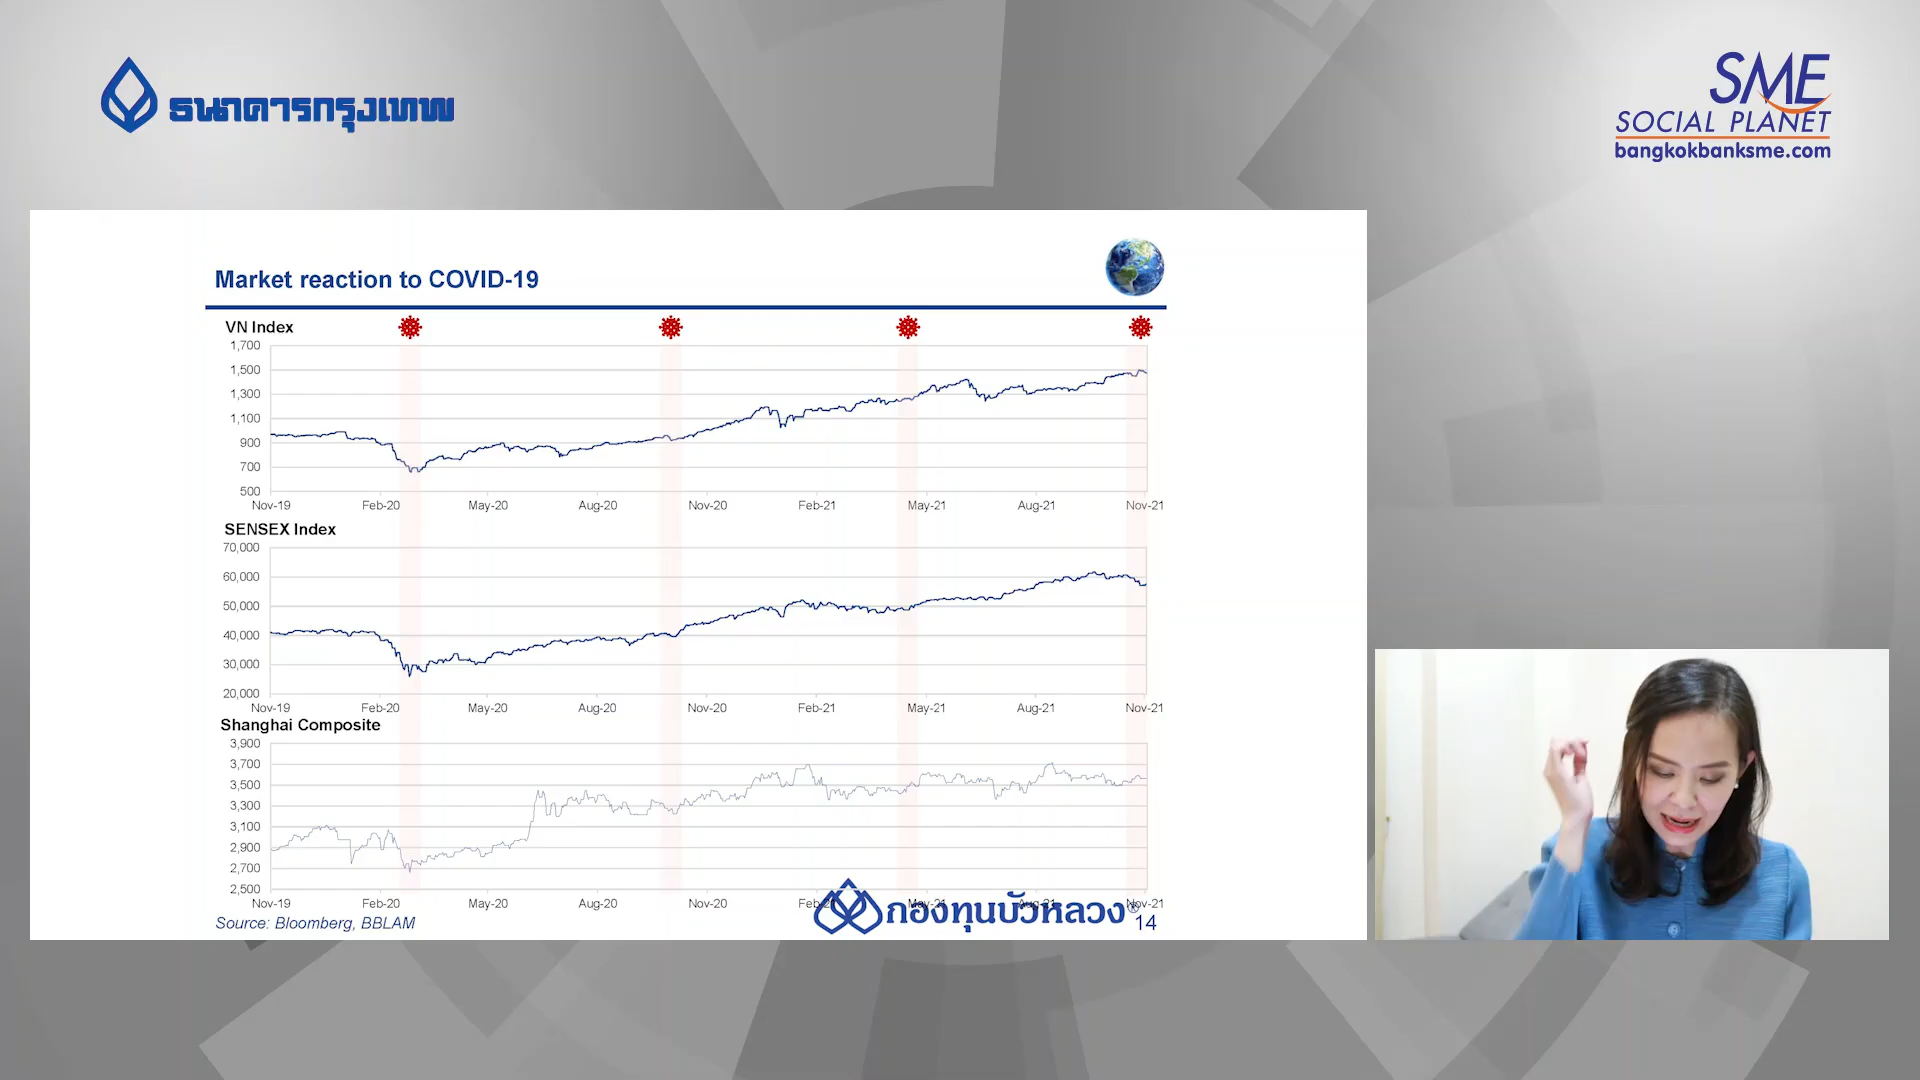 ธนาคารกรุงเทพ
SME
SOCIAL PLANET
bangkokbanksme.com
Market reaction to COVID-19
VN Index
1,700
1,500
1,300
1,100
900
700
500
Nov-19 Feb-20 May-20 Aug-20 Nov-20 Feb-21 May-21 Aug-21 Nov-21
SENSEX Index
70,000
60,000
50,000
40,000
30,000
20,000
Nov-19 Feb-20 May-20 Aug-20 Nov-20 Feb-21 May-21 Aug-21 Nov-21
Shanghai Composite
3,900
3,700
3,500
3,300
3,100
2,900
2,700
2,500
Nov-19 Feb-20 May-20 Aug-20 Nov-20 Feb-21 May-21 Aug-21 Nov-21
กองทุนบัวหลวง®
Source: Bloomberg, BBLAM
14